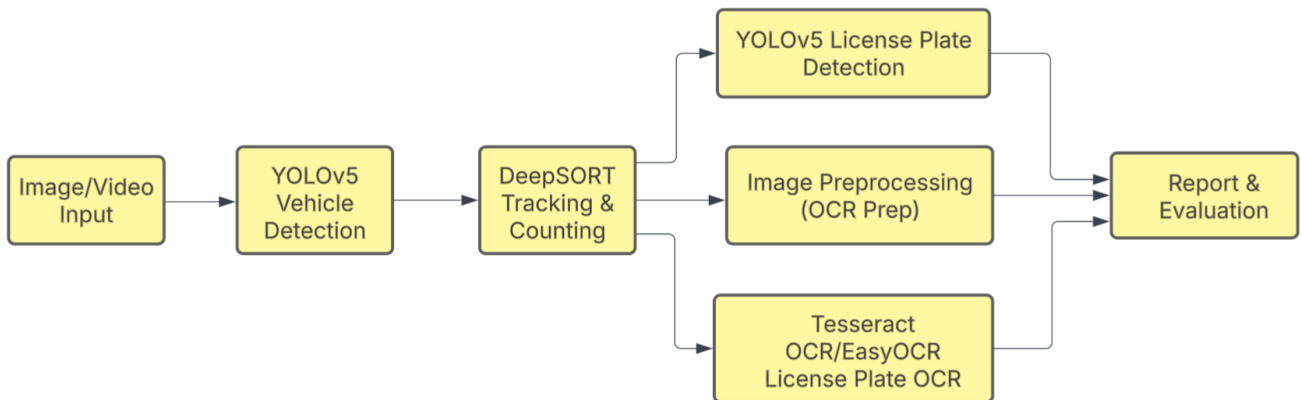 Image/Video
Input
YOLOv5
Vehicle
Detection
DeepSORT
Tracking &
Counting
YOLOv5 License Plate
Detection
Image Preprocessing
(OCR Prep)
Tesseract
OCR/EasyOCR
License Plate OCR
Report &
Evaluation